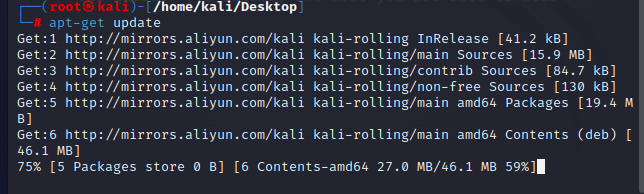 (root㉿kali)-[/home/kali/Desktop]
# apt-get update
Get:1 http://mirrors.aliyun.com/kali kali-rolling InRelease [41.2 kB]
Get:2 http://mirrors.aliyun.com/kali kali-rolling/main Sources [15.9 MB]
Get:3 http://mirrors.aliyun.com/kali kali-rolling/contrib Sources [84.7 kB]
Get:4 http://mirrors.aliyun.com/kali kali-rolling/non-free Sources [130 kB]
Get:5 http://mirrors.aliyun.com/kali kali-rolling/main amd64 Packages [19.4 M
B]
Get:6 http://mirrors.aliyun.com/kali kali-rolling/main amd64 Contents (deb) [
46.1 MB]
75% [5 Packages store 0 B] [6 Contents-amd64 27.0 MB/46.1 MB 59%]